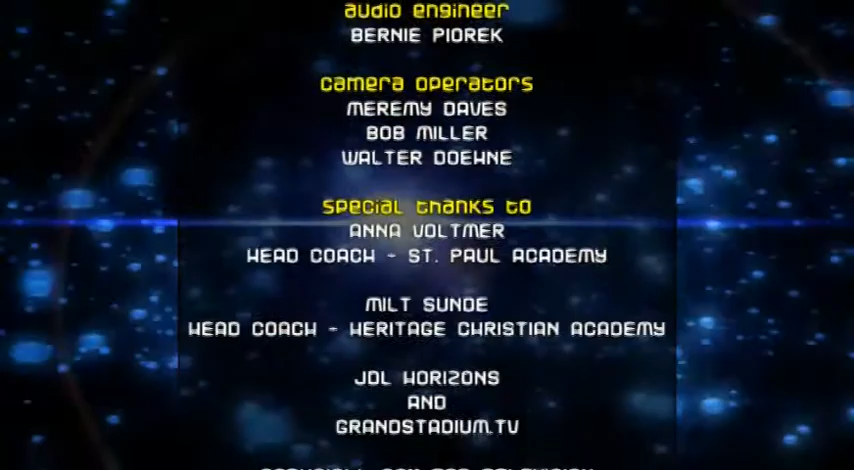 audio engineer
BERNIE PIOREK
camera operators
MEREMY DAVES
BOB MILLER
WALTER DOEHNE
special thanks to
ANNA VOLTMER
HEAD COACH - ST. PAUL ACADEMY
MILT SUNDE
HEAD COACH - HERITAGE CHRISTIAN ACADEMY
JDL HORIZONS
AND
GRANDSTADIUM.TV